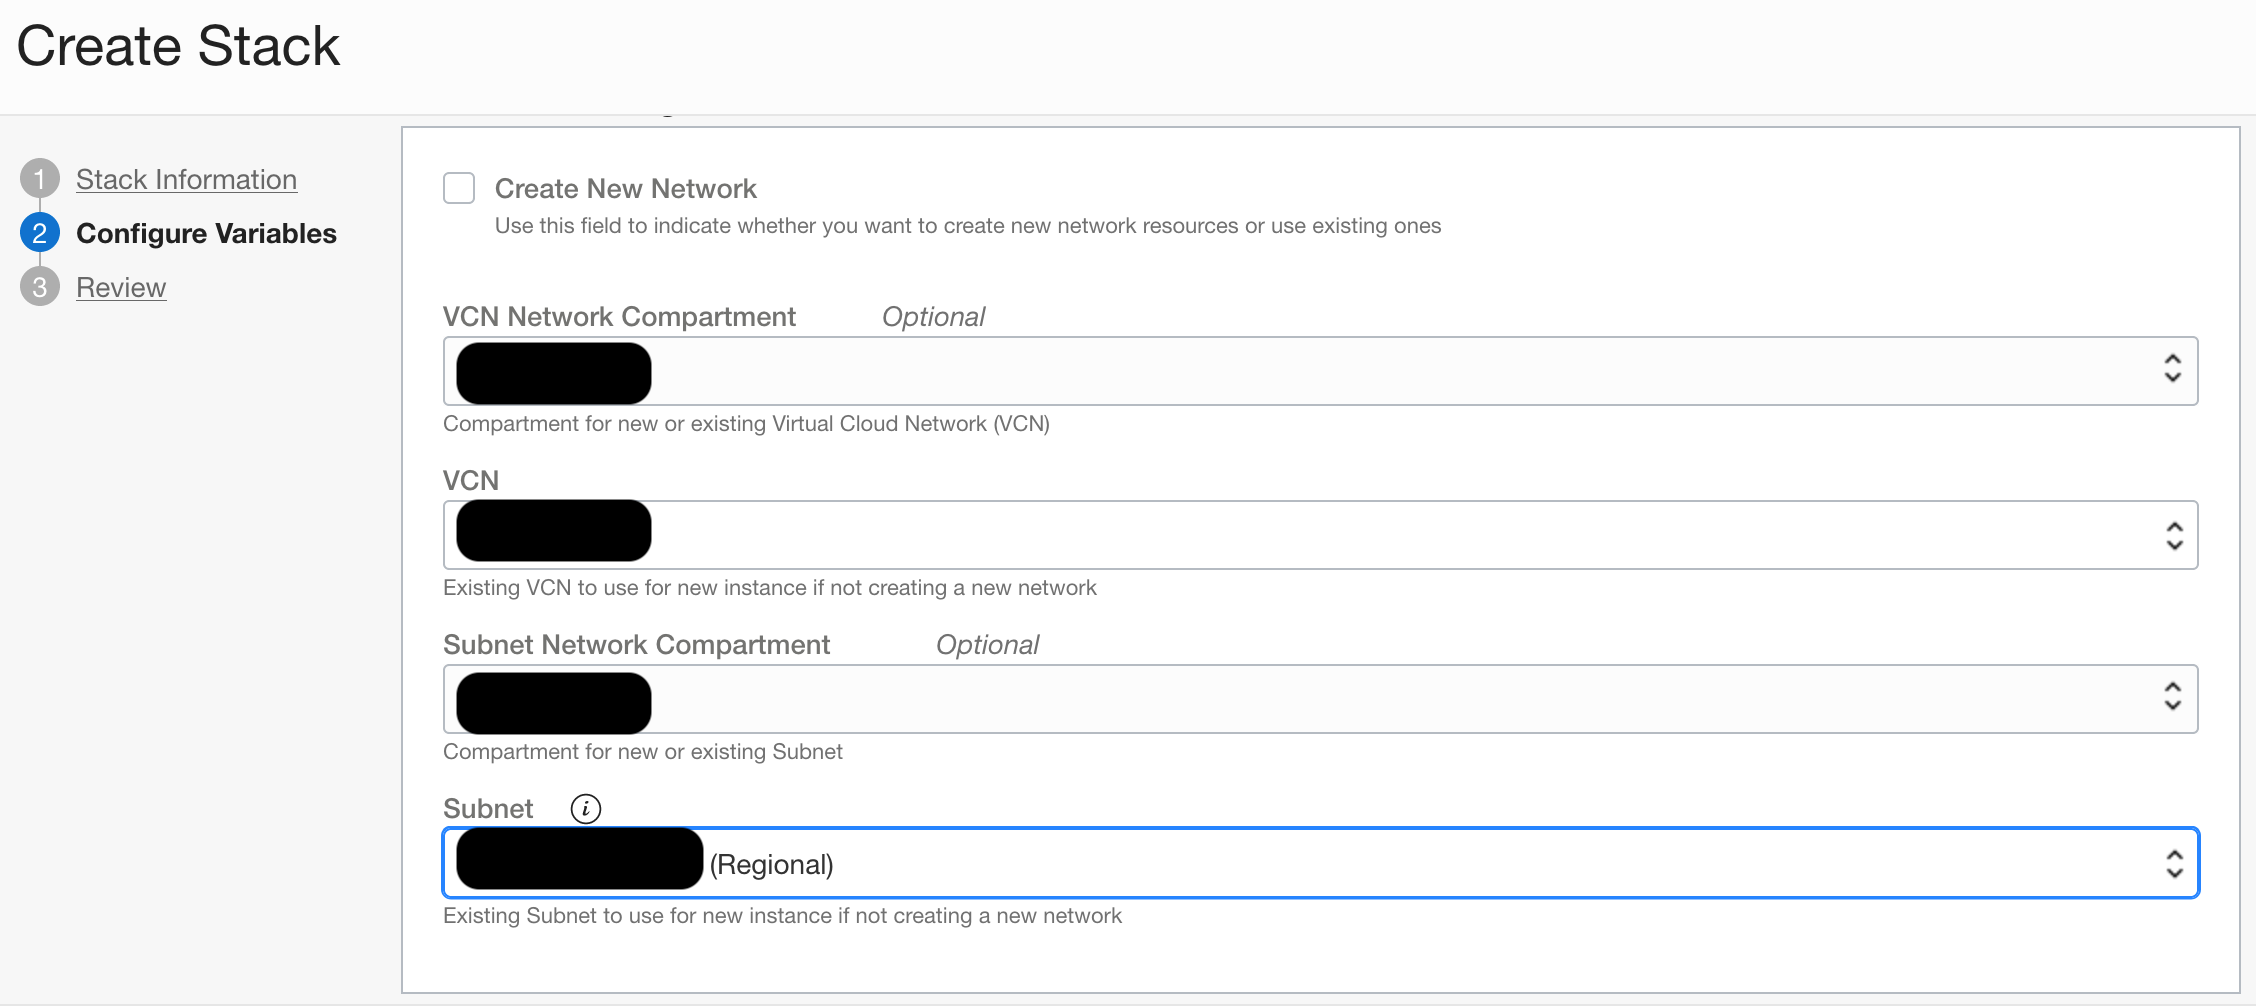 Create Stack
1 Stack Information
2 Configure Variables
3 Review
Create New Network
Use this field to indicate whether you want to create new network resources or use existing ones
VCN Network Compartment Optional
Compartment for new or existing Virtual Cloud Network (VCN)
VCN
Existing VCN to use for new instance if not creating a new network
Subnet Network Compartment Optional
Compartment for new or existing Subnet
Subnet i
(Regional)
Existing Subnet to use for new instance if not creating a new network